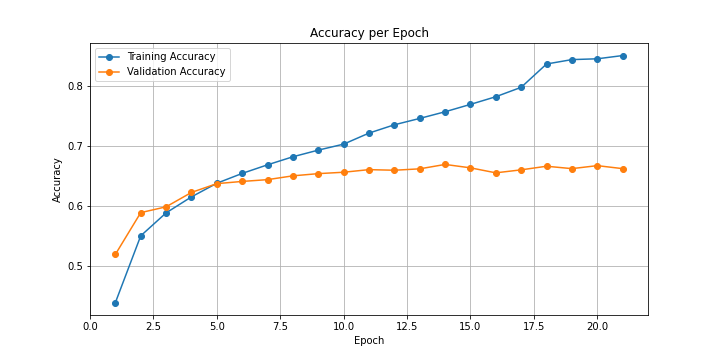 Accuracy per Epoch
Training Accuracy
Validation Accuracy
0.8
0.7
0.6
0.5
Accuracy
0.0 2.5 5.0 7.5 10.0 12.5 15.0 17.5 20.0
Epoch